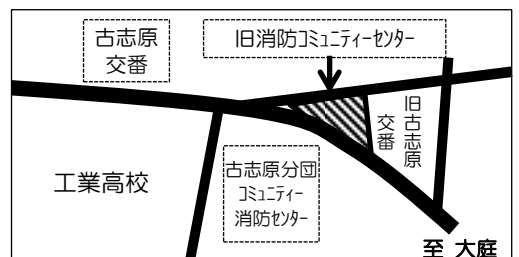 古志原
交番
旧消防ｺﾐｭﾆﾃｨｰｾﾝﾀｰ
旧古志原
交番
古志原分団
ｺﾐｭﾆﾃｨｰ
消防ｾﾝﾀｰ
工業高校
至 大庭